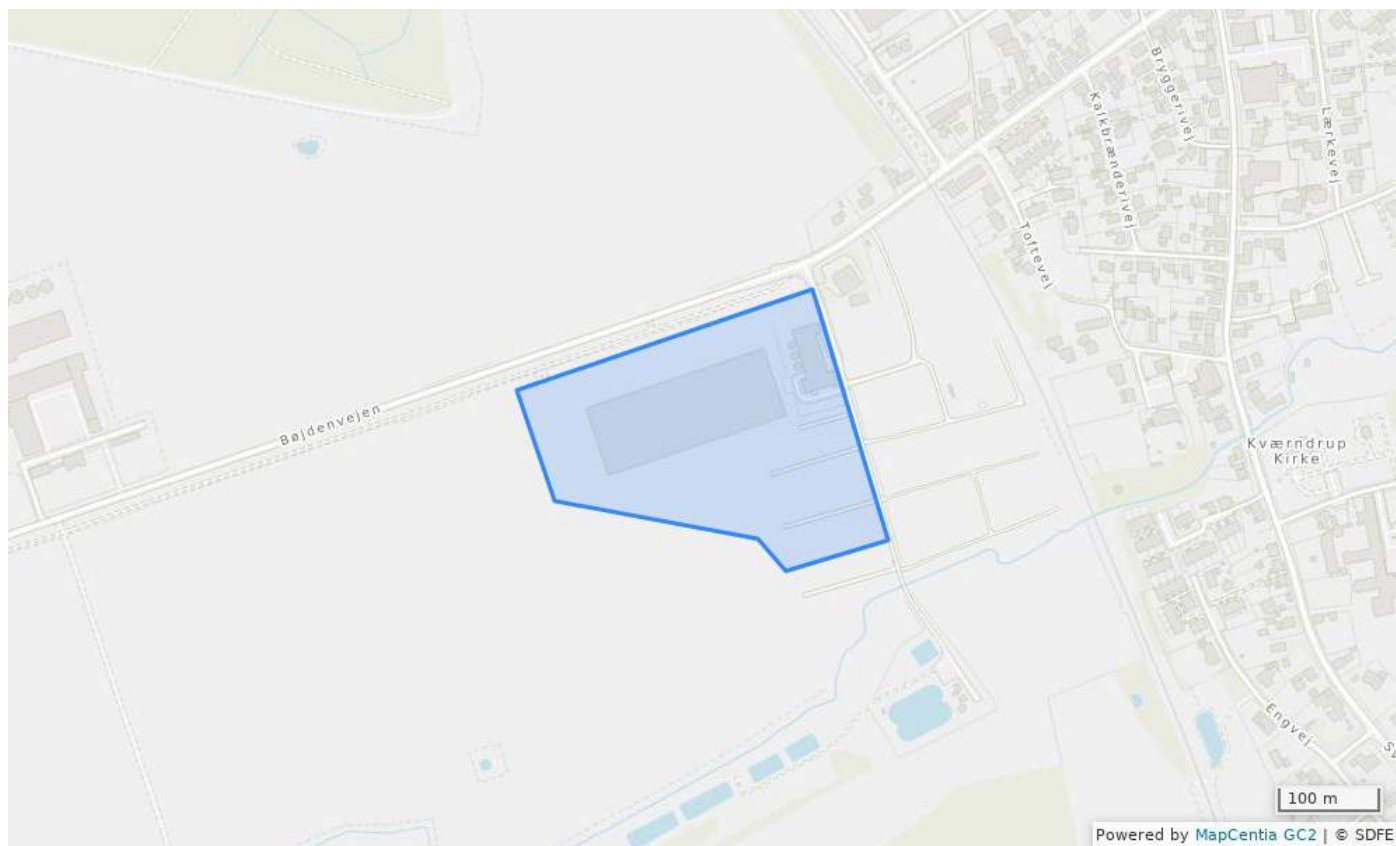 Bryggerivej
Kalkbrænderivej
Lærkevej
Toftevej
Bøjdenvejen
Kværndrup
Kirke
Engvej
100 m
Powered by MapCentia GC2 | © SDFE